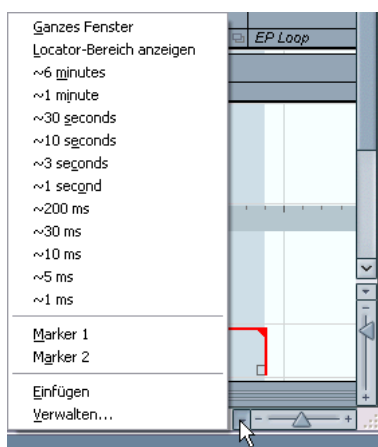 Ganzes Fenster
EP Loop
Locator-Bereich anzeigen
~6 minutes
~1 minute
~30 seconds
~10 seconds
~3 seconds
~1 second
~200 ms
~30 ms
~10 ms
~5 ms
~1 ms
Marker 1
Marker 2
Einfügen
Verwalten...